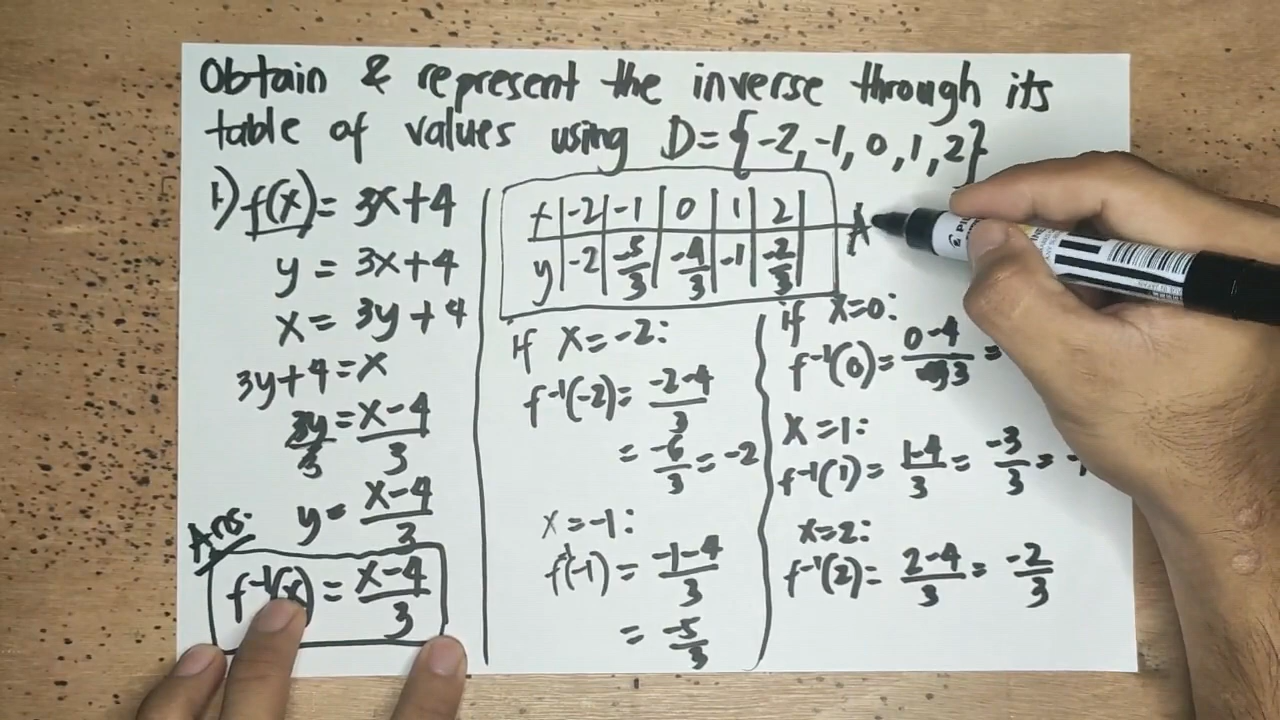 Obtain & represent the inverse through its
table of values using D={-2,-1,0,1,2}
1.) f(x)=3x+4
y=3x+4
x=3y+4
3y+4=x
3y/3=x-4/3
y=x-4/3
Ans.
f⁻¹(x)=x-4/3
x|-2|-1|0|1|2|
y|-2|-5/3|-4/3|-1|-2/3|
A
if x=-2:
f⁻¹(-2)=-2-4/3
=-6/3=-2
x=-1:
f⁻¹(-1)=-1-4/3
=-5/3
if x=0:
f⁻¹(0)=0-4/3=
x=1:
f⁻¹(1)=1-4/3=-3/3=-1
x=2:
f⁻¹(2)=2-4/3=-2/3